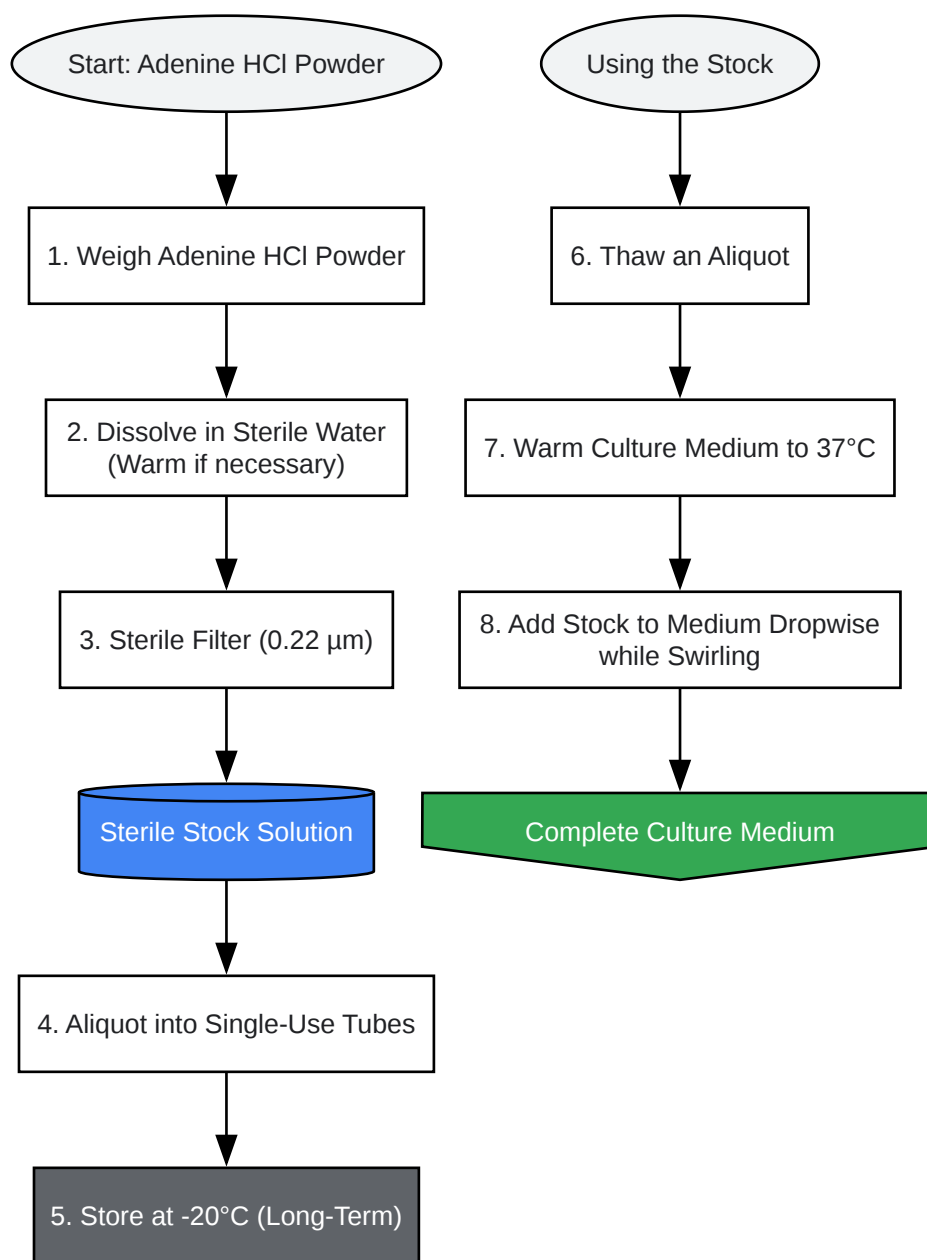 Start: Adenine HCl Powder
1. Weigh Adenine HCl Powder
2. Dissolve in Sterile Water
(Warm if necessary)
3. Sterile Filter (0.22 µm)
Sterile Stock Solution
4. Aliquot into Single-Use Tubes
5. Store at -20°C (Long-Term)
Using the Stock
6. Thaw an Aliquot
7. Warm Culture Medium to 37°C
8. Add Stock to Medium Dropwise
while Swirling
Complete Culture Medium